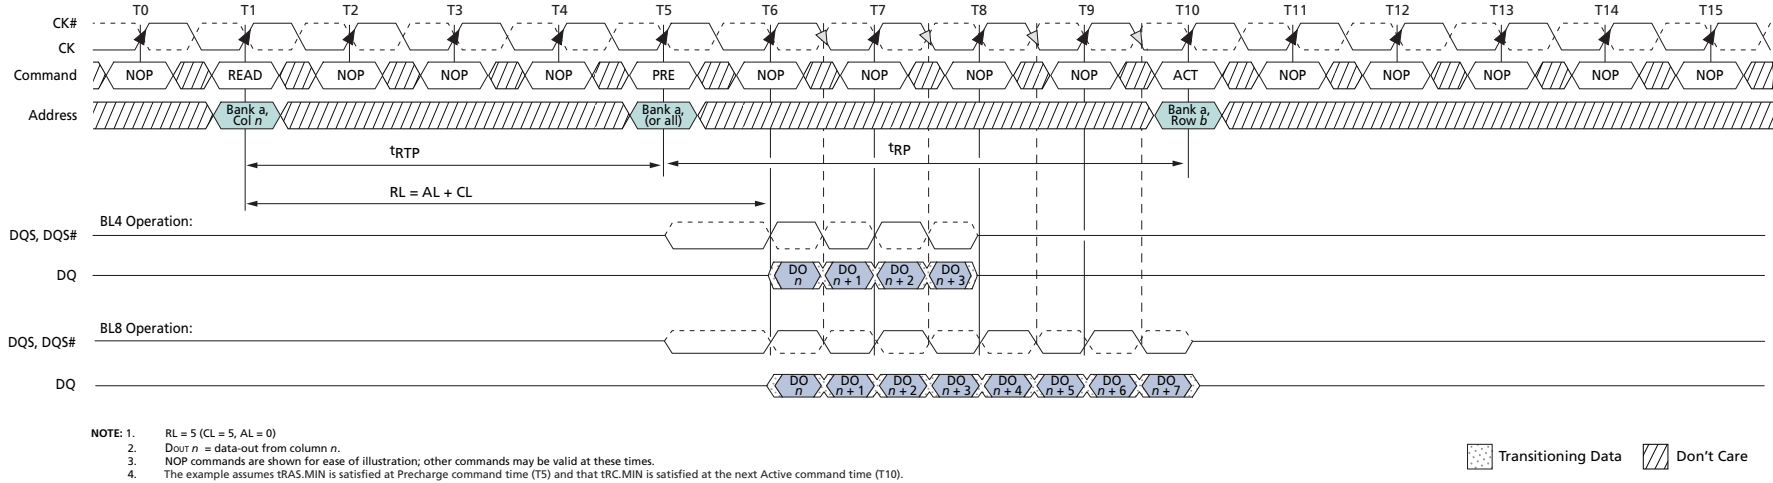 T0 T1 T2 T3 T4 T5 T6 T7 T8 T9 T10 T11 T12 T13 T14 T15
CK#
CK
Command NOP READ NOP NOP NOP PRE NOP NOP NOP NOP ACT NOP NOP NOP NOP NOP
Address Bank a, Col n Bank a, (or all) Bank a, Row b
tRTP tRP
RL = AL + CL
BL4 Operation:
DQS, DQS#
DQ DO n DO n + 1 DO n + 2 DO n + 3
BL8 Operation:
DQS, DQS#
DQ DO n DO n + 1 DO n + 2 DO n + 3 DO n + 4 DO n + 5 DO n + 6 DO n + 7
NOTE: 1. RL = 5 (CL = 5, AL = 0)
2. DOUT n = data-out from column n.
3. NOP commands are shown for ease of illustration; other commands may be valid at these times.
4. The example assumes tRAS.MIN is satisfied at Precharge command time (T5) and that tRC.MIN is satisfied at the next Active command time (T10).
Transitioning Data Don't Care